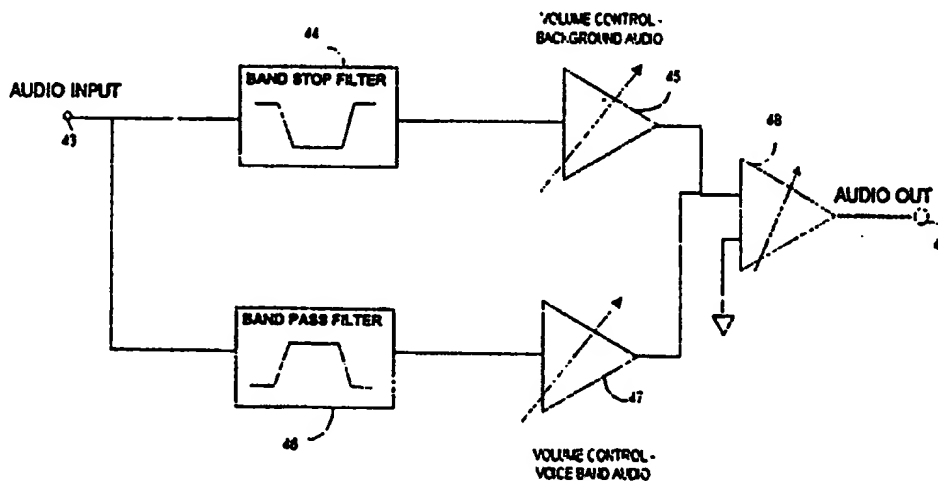 44
VOLUME CONTROL -
BACKGROUND AUDIO
BAND STOP FILTER
45
AUDIO INPUT
43
48
AUDIO OUT
BAND PASS FILTER
46
47
VOLUME CONTROL -
VOICE BAND AUDIO